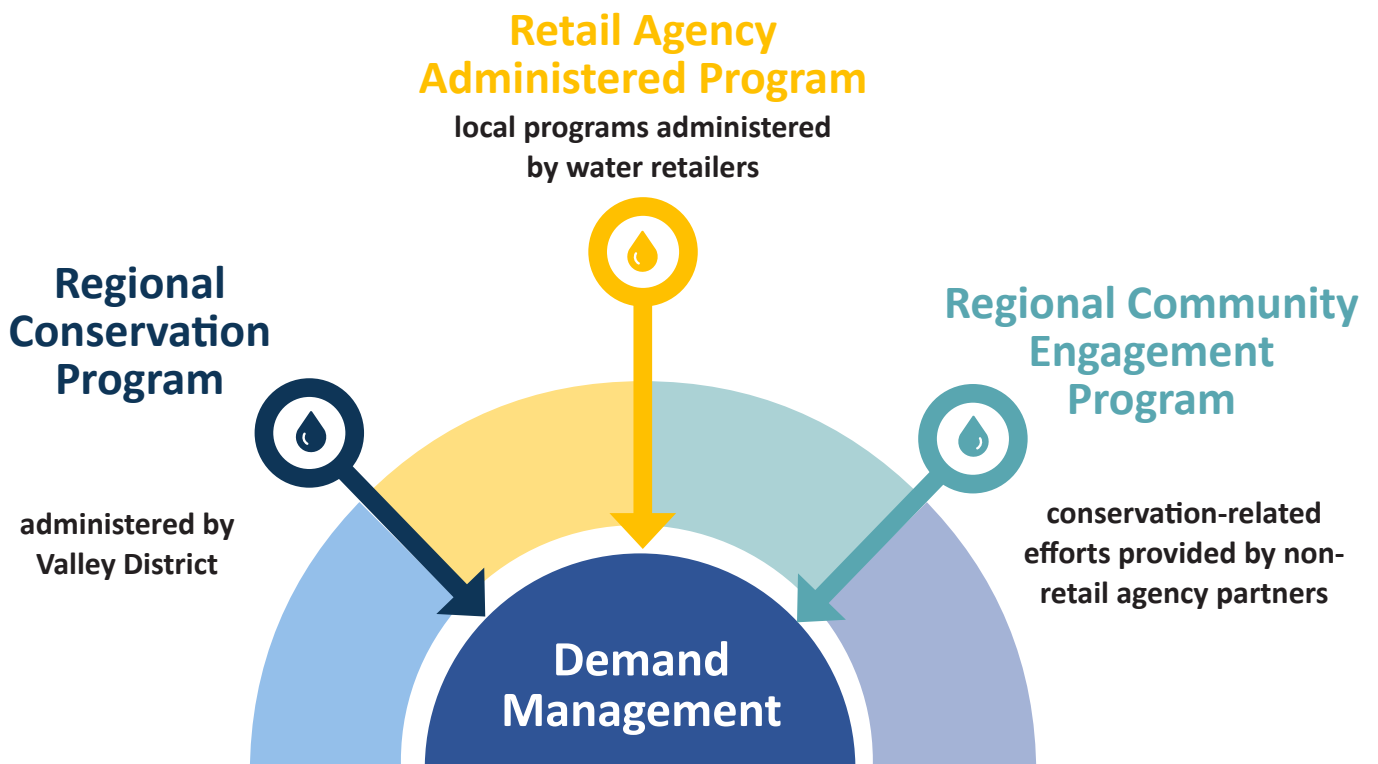 Retail Agency
Administered Program
local programs administered
by water retailers
Regional
Conservation
Program
administered by
Valley District
Regional Community
Engagement
Program
conservation-related
efforts provided by non-
retail agency partners
Demand
Management